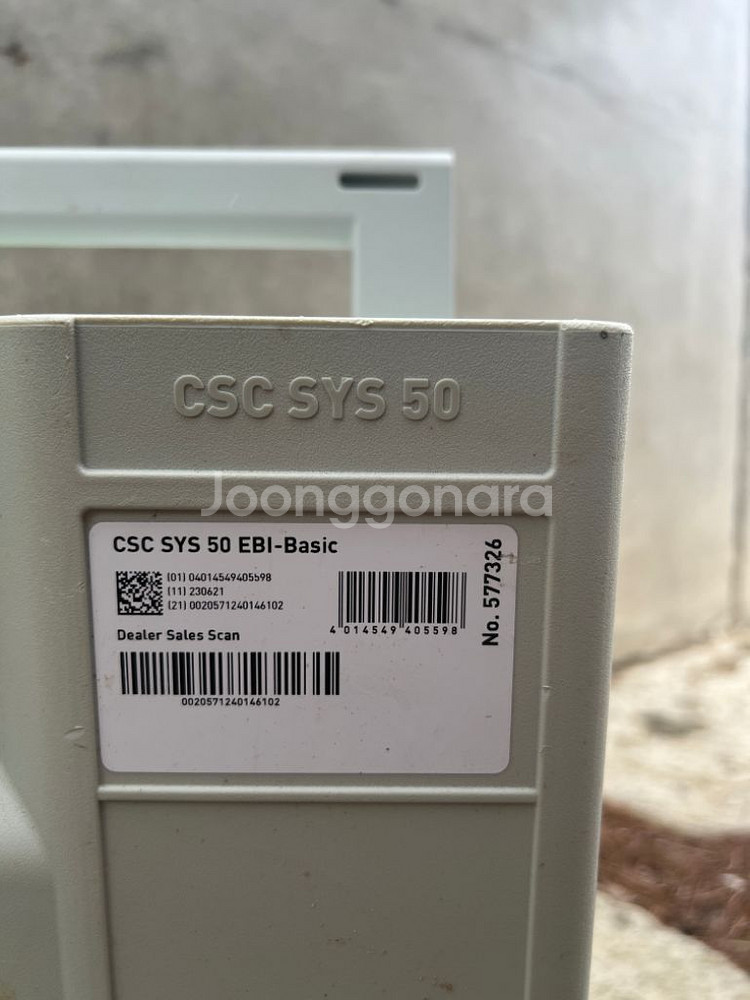 CSC SYS 50
Joonggonara
CSC SYS 50 EBI-Basic
(01) 04014549405598
(11) 230621
(21) 0020571240146102
4 014549 405598
No. 577326
Dealer Sales Scan
0020571240146102